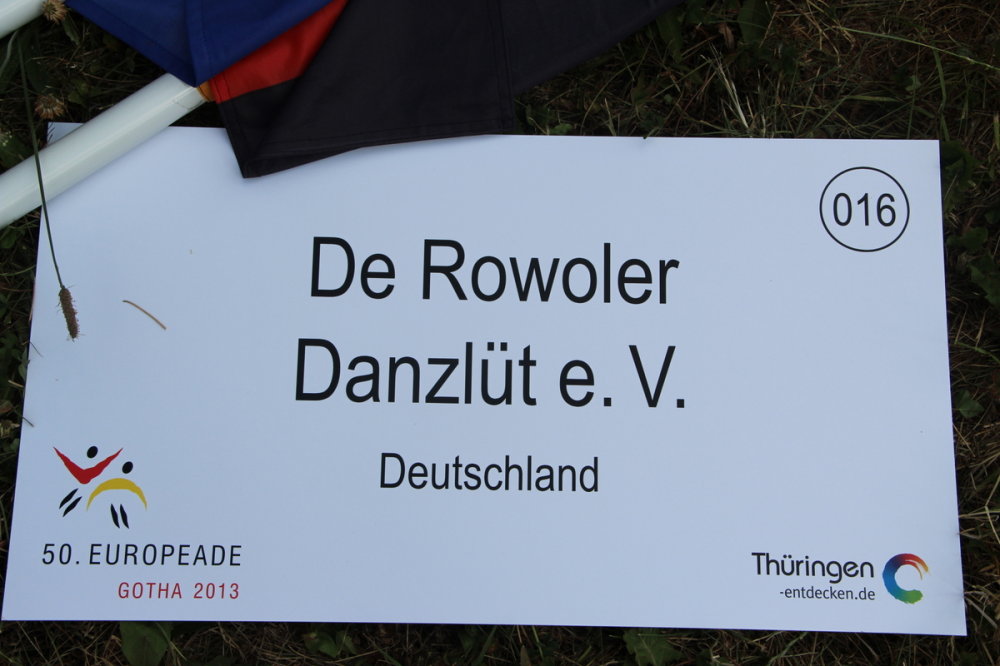 016
De Rowoler
Danzlüt e. V.
Deutschland
50. EUROPEADE
GOTHA 2013
Thüringen
-entdecken.de